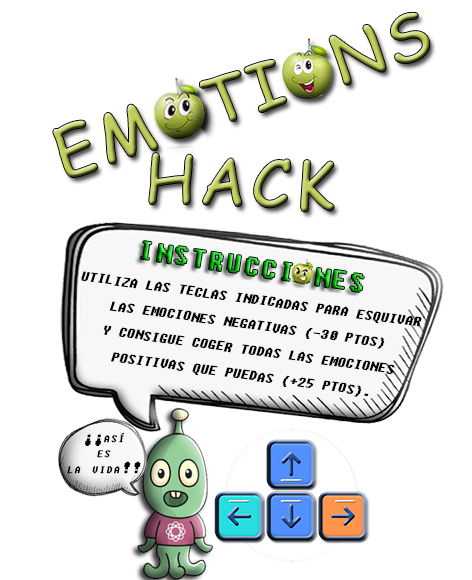 EMOTIONS
HACK
INSTRUCCIONES
UTILIZA LAS TECLAS INDICADAS PARA ESQUIVAR
LAS EMOCIONES NEGATIVAS (-30 PTOS)
Y CONSIGUE COGER TODAS LAS EMOCIONES
POSITIVAS QUE PUEDAS (+25 PTOS).
¡¡ASÍ
ES
LA VIDA!!